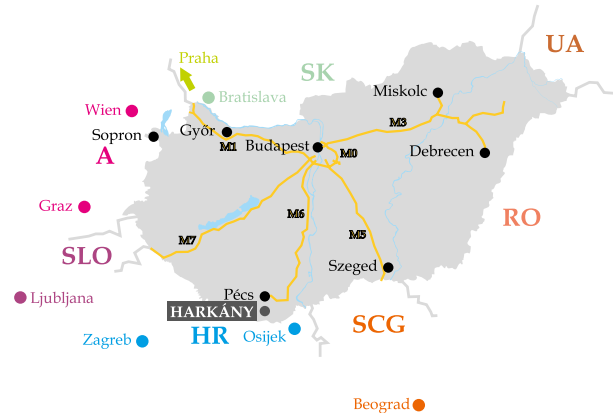 UA
Praha
SK
Bratislava
Miskolc
Wien
M3
Sopron
Győr
M1
Budapest
M0
Debrecen
A
Graz
M6
RO
M7
M5
SLO
Szeged
Pécs
Ljubljana
HARKÁNY
SCG
Zagreb
HR
Osijek
Beograd